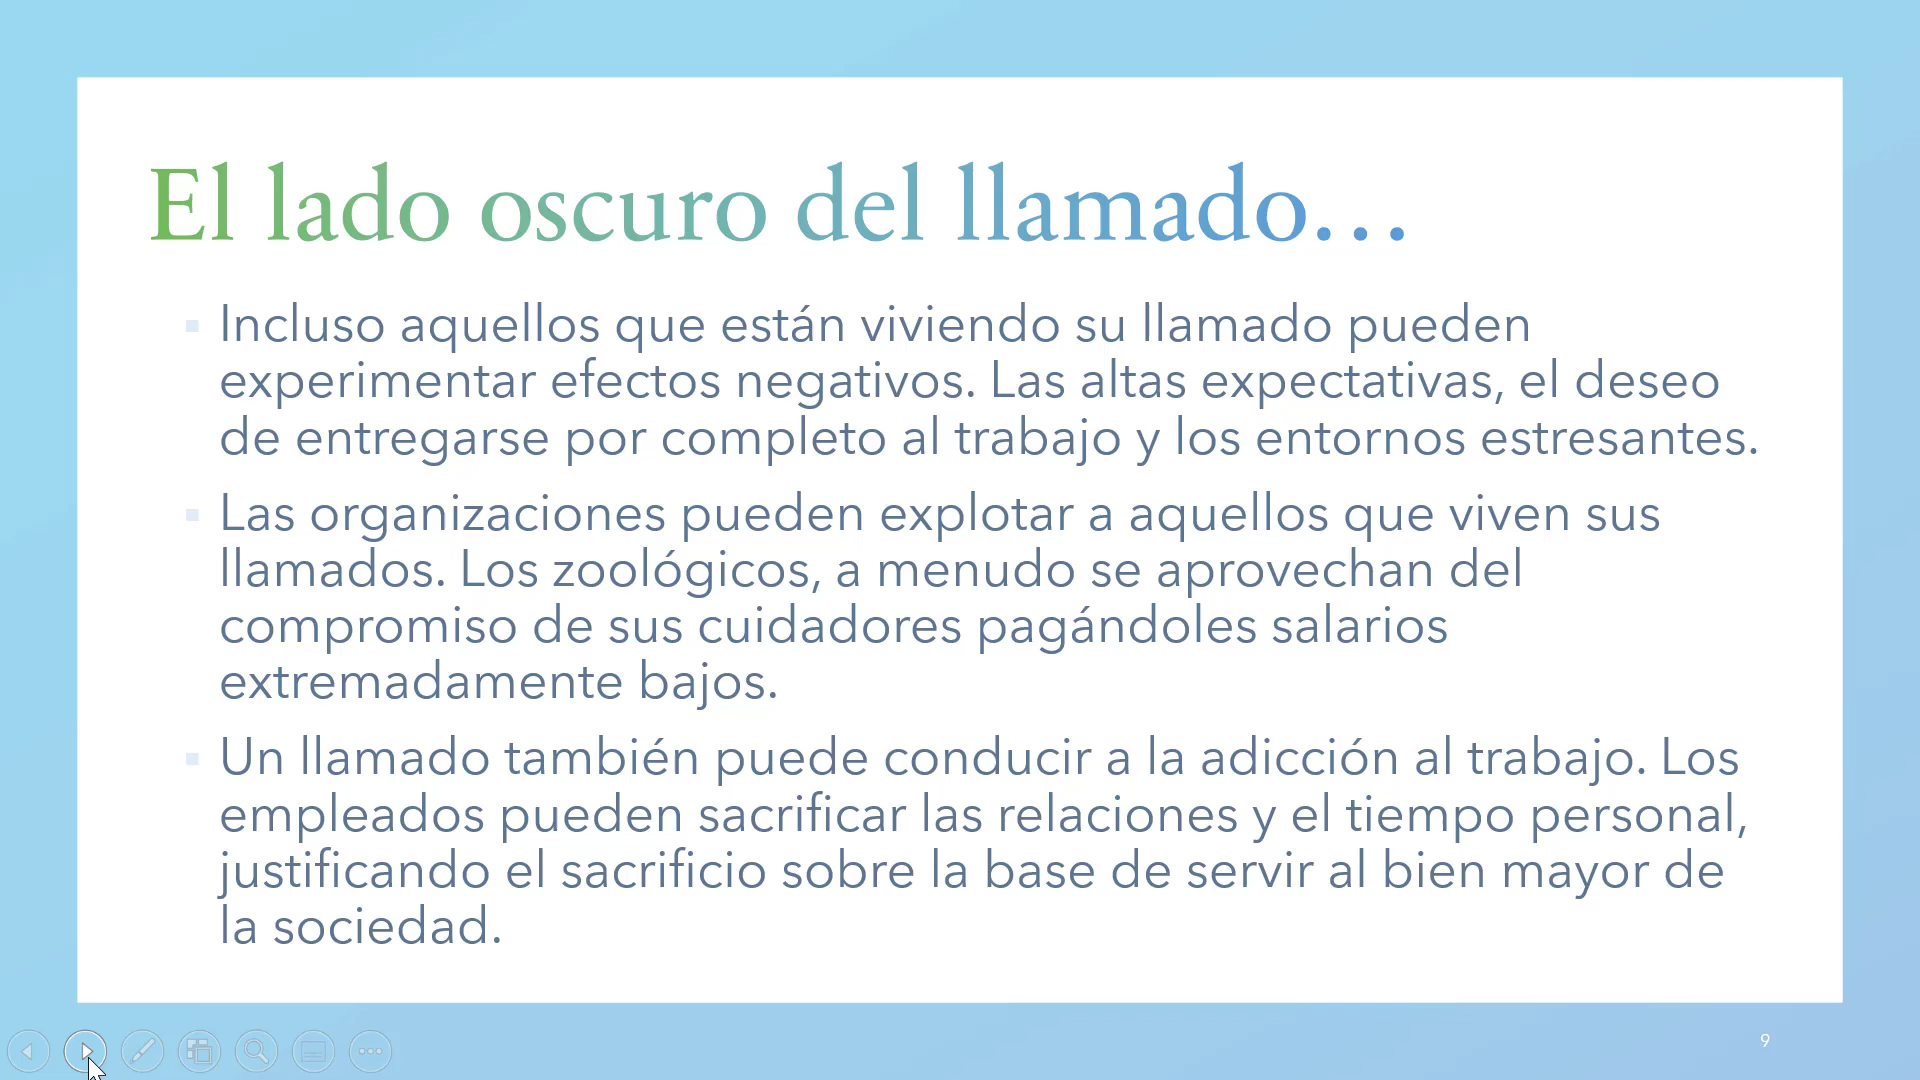 El lado oscuro del llamado...
Incluso aquellos que están viviendo su llamado pueden
experimentar efectos negativos. Las altas expectativas, el deseo
de entregarse por completo al trabajo y los entornos estresantes.
Las organizaciones pueden explotar a aquellos que viven sus
llamados. Los zoológicos, a menudo se aprovechan del
compromiso de sus cuidadores pagándoles salarios
extremadamente bajos.
Un llamado también puede conducir a la adicción al trabajo. Los
empleados pueden sacrificar las relaciones y el tiempo personal,
justificando el sacrificio sobre la base de servir al bien mayor de
la sociedad.
9